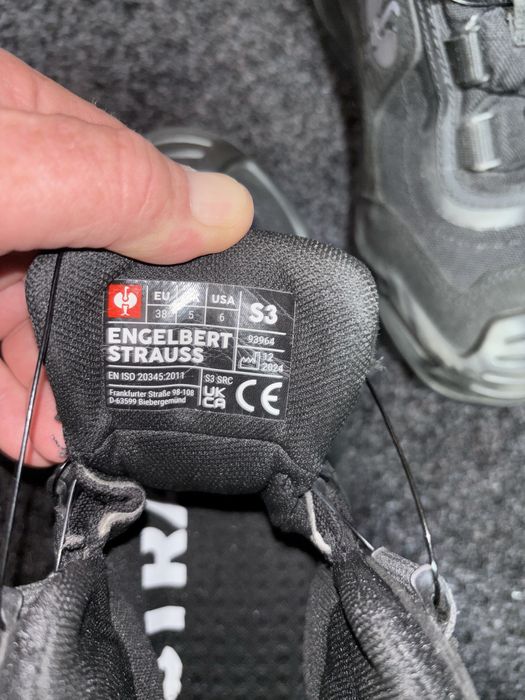 EU UK USA S3
38 5 6
ENGELBERT
STRAUSS
93964
12
2024
EN ISO 20345:2011
S3 SRC
Frankfurter Straße 98-108
D-63599 Biebergemünd
UK
CA
CE